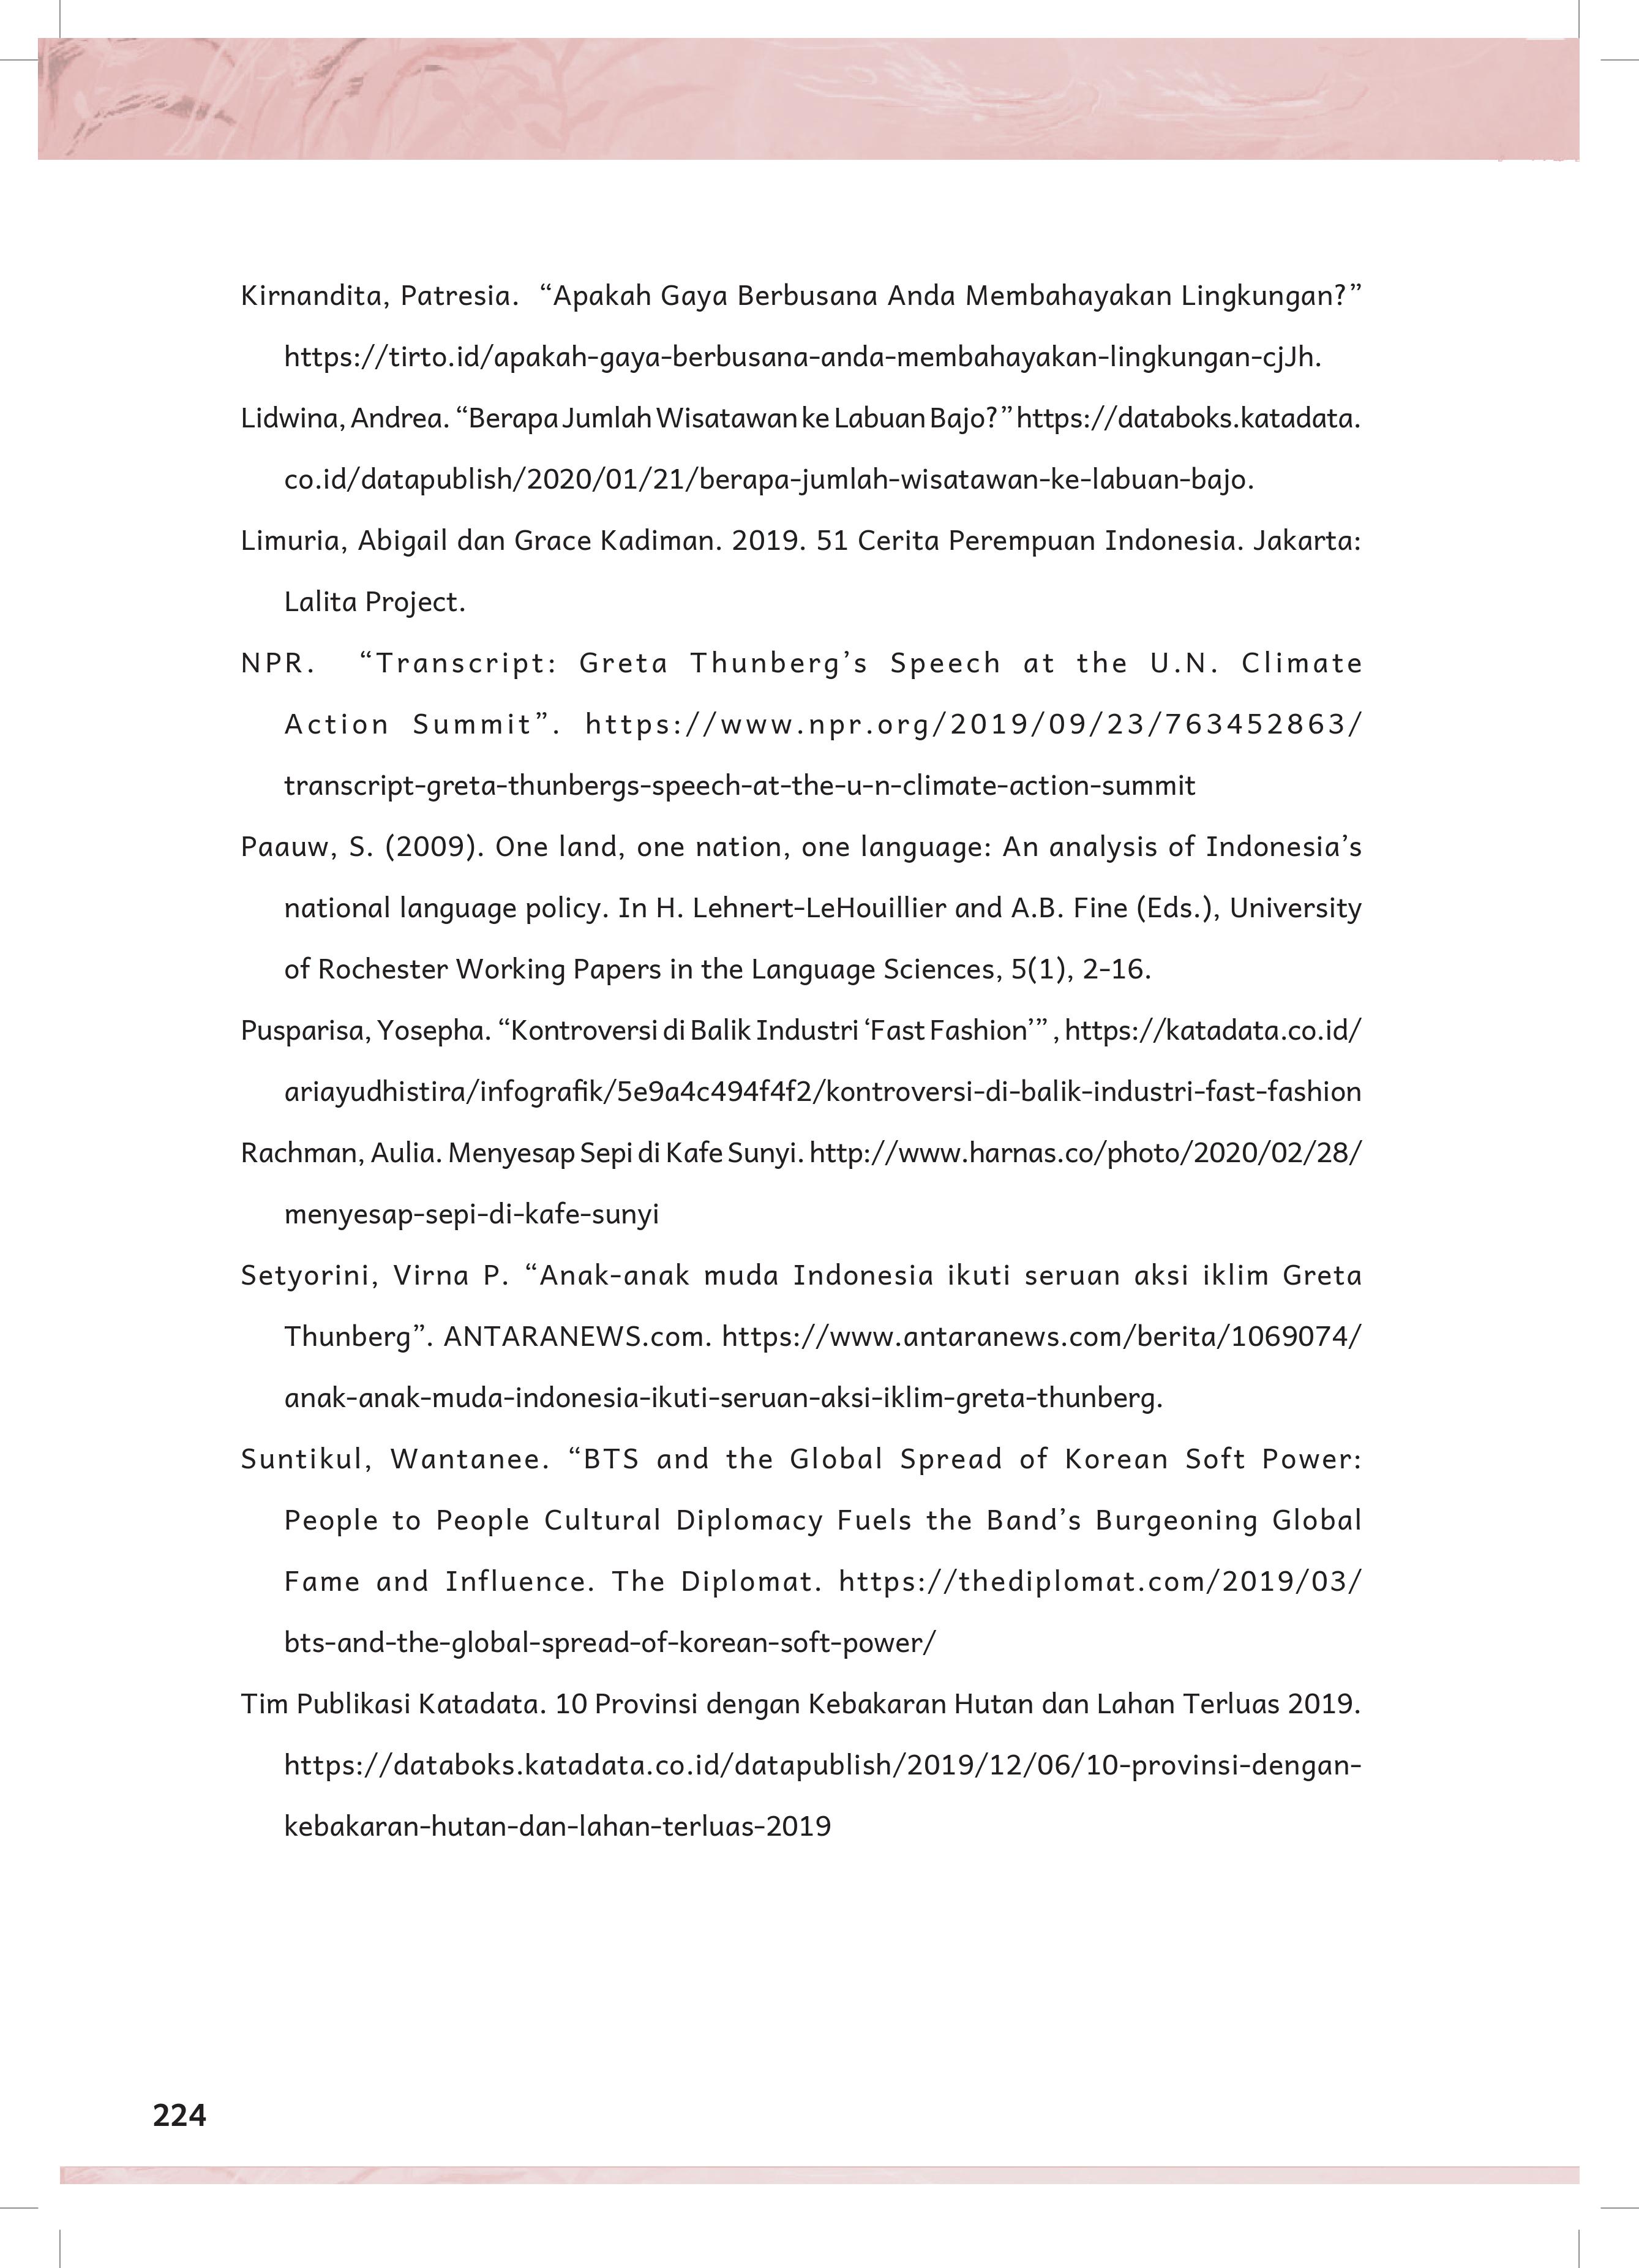 Kirnandita, Patresia. “Apakah Gaya Berbusana Anda Membahayakan Lingkungan?”
https://tirto.id/apakah-gaya-berbusana-anda-membahayakan-lingkungan-cjJh.
Lidwina, Andrea. “Berapa Jumlah Wisatawan ke Labuan Bajo?” https://databoks.katadata.
co.id/datapublish/2020/01/21/berapa-jumlah-wisatawan-ke-labuan-bajo.
Limuria, Abigail dan Grace Kadiman. 2019. 51 Cerita Perempuan Indonesia. Jakarta:
Lalita Project.
NPR. “Transcript: Greta Thunberg’s Speech at the U.N. Climate
Action Summit”. https://www.npr.org/2019/09/23/763452863/
transcript-greta-thunbergs-speech-at-the-u-n-climate-action-summit
Paauw, S. (2009). One land, one nation, one language: An analysis of Indonesia’s
national language policy. In H. Lehnert-LeHouillier and A.B. Fine (Eds.), University
of Rochester Working Papers in the Language Sciences, 5(1), 2-16.
Pusparisa, Yosepha. “Kontroversi di Balik Industri ‘Fast Fashion’” , https://katadata.co.id/
ariayudhistira/infografik/5e9a4c494f4f2/kontroversi-di-balik-industri-fast-fashion
Rachman, Aulia. Menyesap Sepi di Kafe Sunyi. http://www.harnas.co/photo/2020/02/28/
menyesap-sepi-di-kafe-sunyi
Setyorini, Virna P. “Anak-anak muda Indonesia ikuti seruan aksi iklim Greta
Thunberg”. ANTARANEWS.com. https://www.antaranews.com/berita/1069074/
anak-anak-muda-indonesia-ikuti-seruan-aksi-iklim-greta-thunberg.
Suntikul, Wantanee. “BTS and the Global Spread of Korean Soft Power:
People to People Cultural Diplomacy Fuels the Band’s Burgeoning Global
Fame and Influence. The Diplomat. https://thediplomat.com/2019/03/
bts-and-the-global-spread-of-korean-soft-power/
Tim Publikasi Katadata. 10 Provinsi dengan Kebakaran Hutan dan Lahan Terluas 2019.
https://databoks.katadata.co.id/datapublish/2019/12/06/10-provinsi-dengan-
kebakaran-hutan-dan-lahan-terluas-2019
224